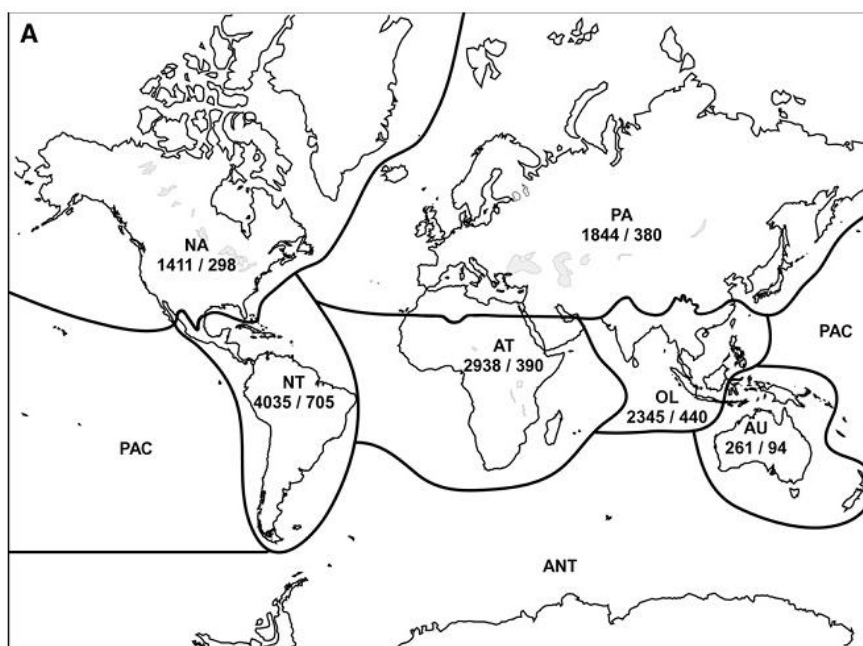 A
PA
1844 / 380
NA
1411 / 298
PAC
AT
2938 / 390
NT
4035 / 705
OL
2345 / 440
AU
261 / 94
PAC
ANT